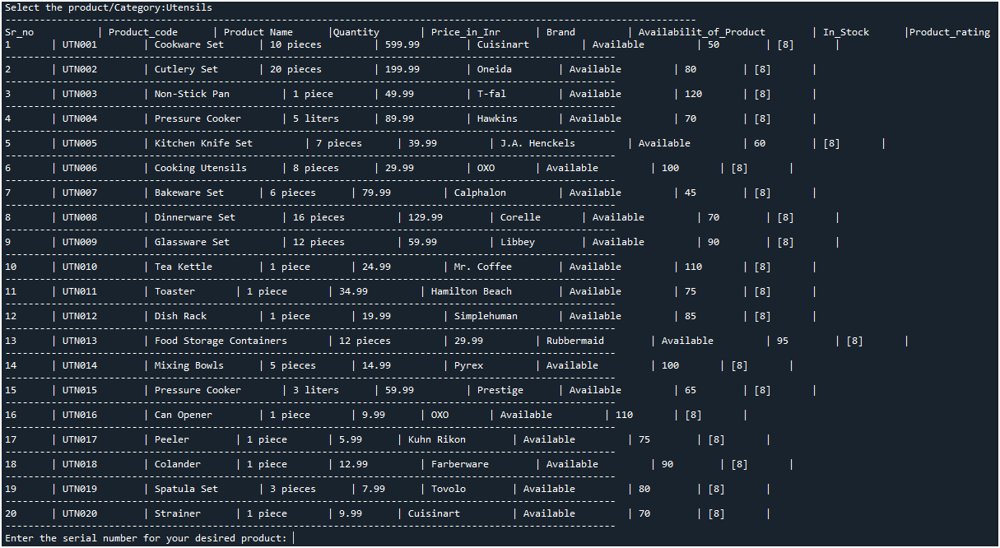 Select the product/Category:Utensils
------------------------------------------------------------------------------------------------------------------------
Sr_no | Product_code | Product Name |Quantity | Price_in_Inr | Brand | Availabilit_of_Product | In_Stock |Product_rating
1 | UTN001 | Cookware Set | 10 pieces | 599.99 | Cuisinart | Available | 50 | [8] |
----------------------------------------------------------------------------------------------------------
2 | UTN002 | Cutlery Set | 20 pieces | 199.99 | Oneida | Available | 80 | [8] |
----------------------------------------------------------------------------------------------------------
3 | UTN003 | Non-Stick Pan | 1 piece | 49.99 | T-fal | Available | 120 | [8] |
----------------------------------------------------------------------------------------------------------
4 | UTN004 | Pressure Cooker | 5 liters | 89.99 | Hawkins | Available | 70 | [8] |
----------------------------------------------------------------------------------------------------------
5 | UTN005 | Kitchen Knife Set | 7 pieces | 39.99 | J.A. Henckels | Available | 60 | [8] |
----------------------------------------------------------------------------------------------------------
6 | UTN006 | Cooking Utensils | 8 pieces | 29.99 | OXO | Available | 100 | [8] |
----------------------------------------------------------------------------------------------------------
7 | UTN007 | Bakeware Set | 6 pieces | 79.99 | Calphalon | Available | 45 | [8] |
----------------------------------------------------------------------------------------------------------
8 | UTN008 | Dinnerware Set | 16 pieces | 129.99 | Corelle | Available | 70 | [8] |
----------------------------------------------------------------------------------------------------------
9 | UTN009 | Glassware Set | 12 pieces | 59.99 | Libbey | Available | 90 | [8] |
----------------------------------------------------------------------------------------------------------
10 | UTN010 | Tea Kettle | 1 piece | 24.99 | Mr. Coffee | Available | 110 | [8] |
----------------------------------------------------------------------------------------------------------
11 | UTN011 | Toaster | 1 piece | 34.99 | Hamilton Beach | Available | 75 | [8] |
----------------------------------------------------------------------------------------------------------
12 | UTN012 | Dish Rack | 1 piece | 19.99 | Simplehuman | Available | 85 | [8] |
----------------------------------------------------------------------------------------------------------
13 | UTN013 | Food Storage Containers | 12 pieces | 29.99 | Rubbermaid | Available | 95 | [8] |
----------------------------------------------------------------------------------------------------------
14 | UTN014 | Mixing Bowls | 5 pieces | 14.99 | Pyrex | Available | 100 | [8] |
----------------------------------------------------------------------------------------------------------
15 | UTN015 | Pressure Cooker | 3 liters | 59.99 | Prestige | Available | 65 | [8] |
----------------------------------------------------------------------------------------------------------
16 | UTN016 | Can Opener | 1 piece | 9.99 | OXO | Available | 110 | [8] |
----------------------------------------------------------------------------------------------------------
17 | UTN017 | Peeler | 1 piece | 5.99 | Kuhn Rikon | Available | 75 | [8] |
----------------------------------------------------------------------------------------------------------
18 | UTN018 | Colander | 1 piece | 12.99 | Farberware | Available | 90 | [8] |
----------------------------------------------------------------------------------------------------------
19 | UTN019 | Spatula Set | 3 pieces | 7.99 | Tovolo | Available | 80 | [8] |
----------------------------------------------------------------------------------------------------------
20 | UTN020 | Strainer | 1 piece | 9.99 | Cuisinart | Available | 70 | [8] |
----------------------------------------------------------------------------------------------------------
Enter the serial number for your desired product: